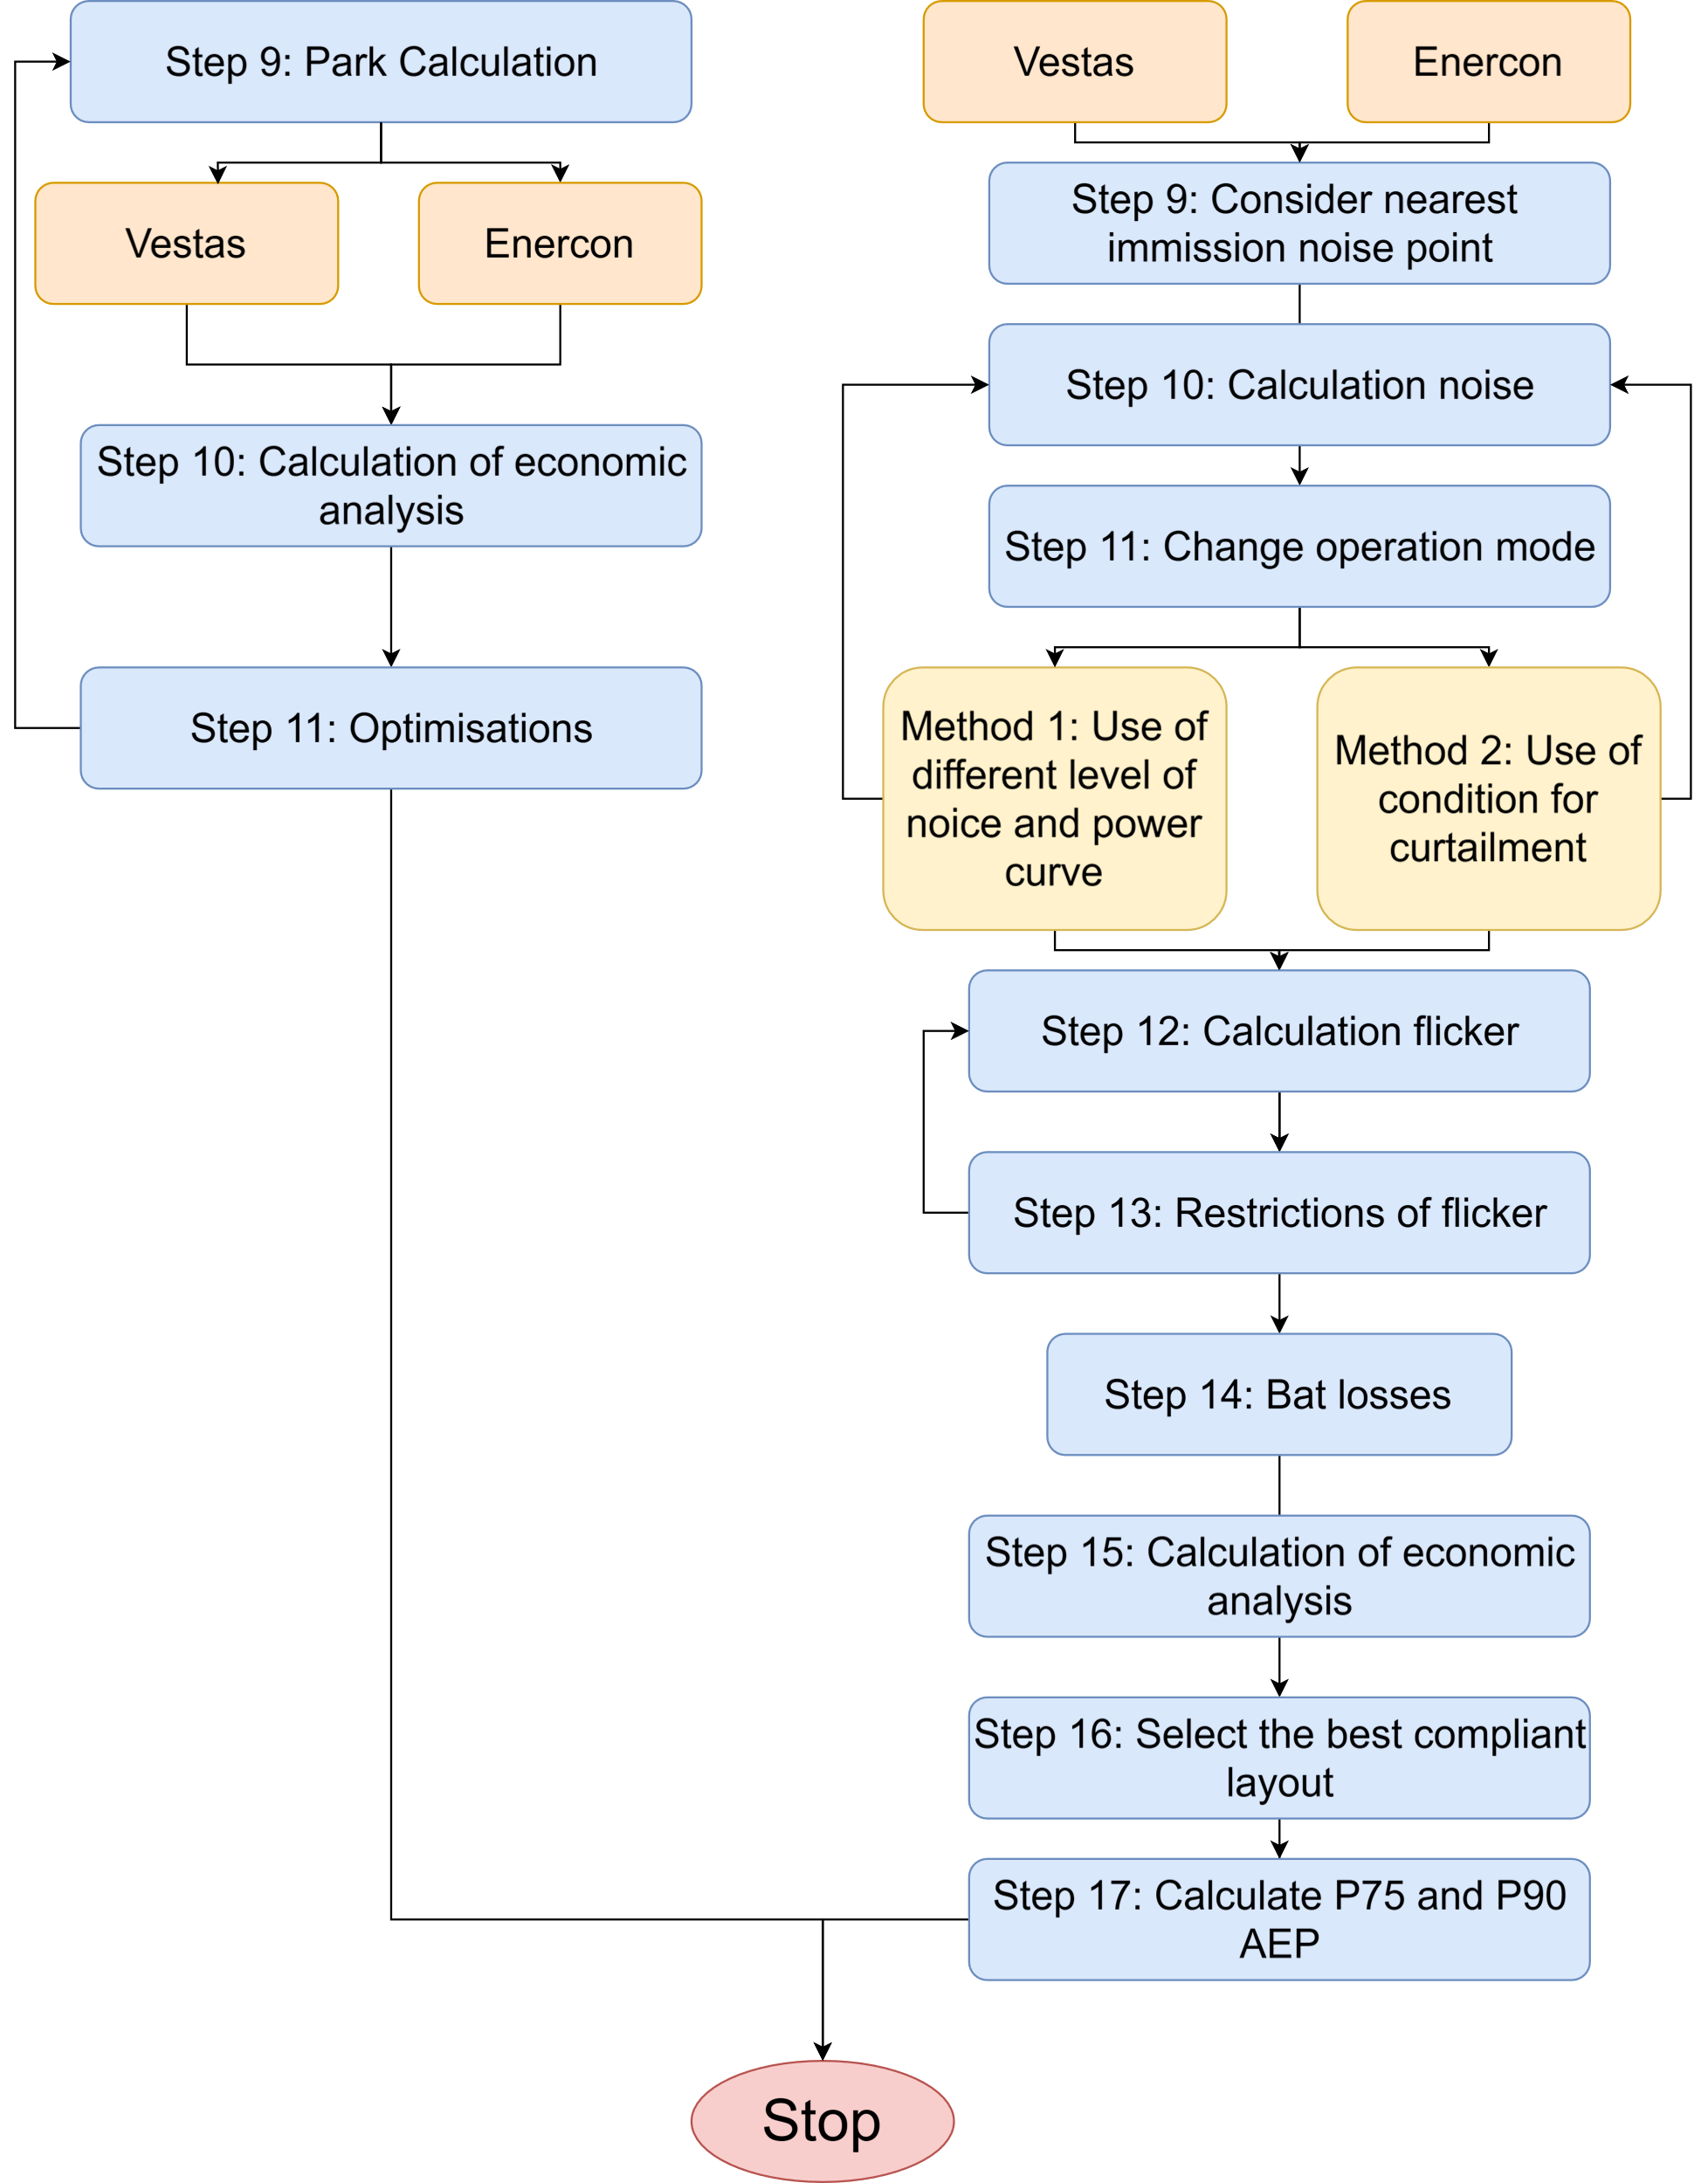 Step 9: Park Calculation
Vestas
Enercon
Step 10: Calculation of economic
analysis
Step 11: Optimisations
Vestas
Enercon
Step 9: Consider nearest
immission noise point
Step 10: Calculation noise
Step 11: Change operation mode
Method 1: Use of
different level of
noice and power
curve
Method 2: Use of
condition for
curtailment
Step 12: Calculation flicker
Step 13: Restrictions of flicker
Step 14: Bat losses
Step 15: Calculation of economic
analysis
Step 16: Select the best compliant
layout
Step 17: Calculate P75 and P90
AEP
Stop